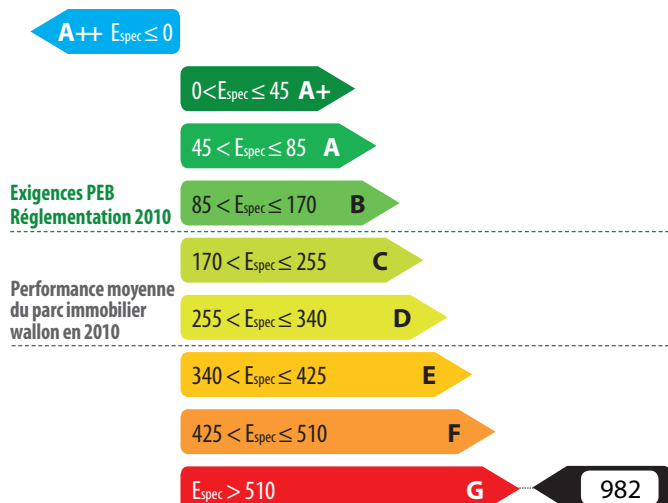 A++ Espec ≤ 0
0 < Espec ≤ 45 A+
45 < Espec ≤ 85 A
Exigences PEB
Réglementation 2010
85 < Espec ≤ 170 B
170 < Espec ≤ 255 C
Performance moyenne
du parc immobilier
wallon en 2010
255 < Espec ≤ 340 D
340 < Espec ≤ 425 E
425 < Espec ≤ 510 F
Espec > 510 G 982